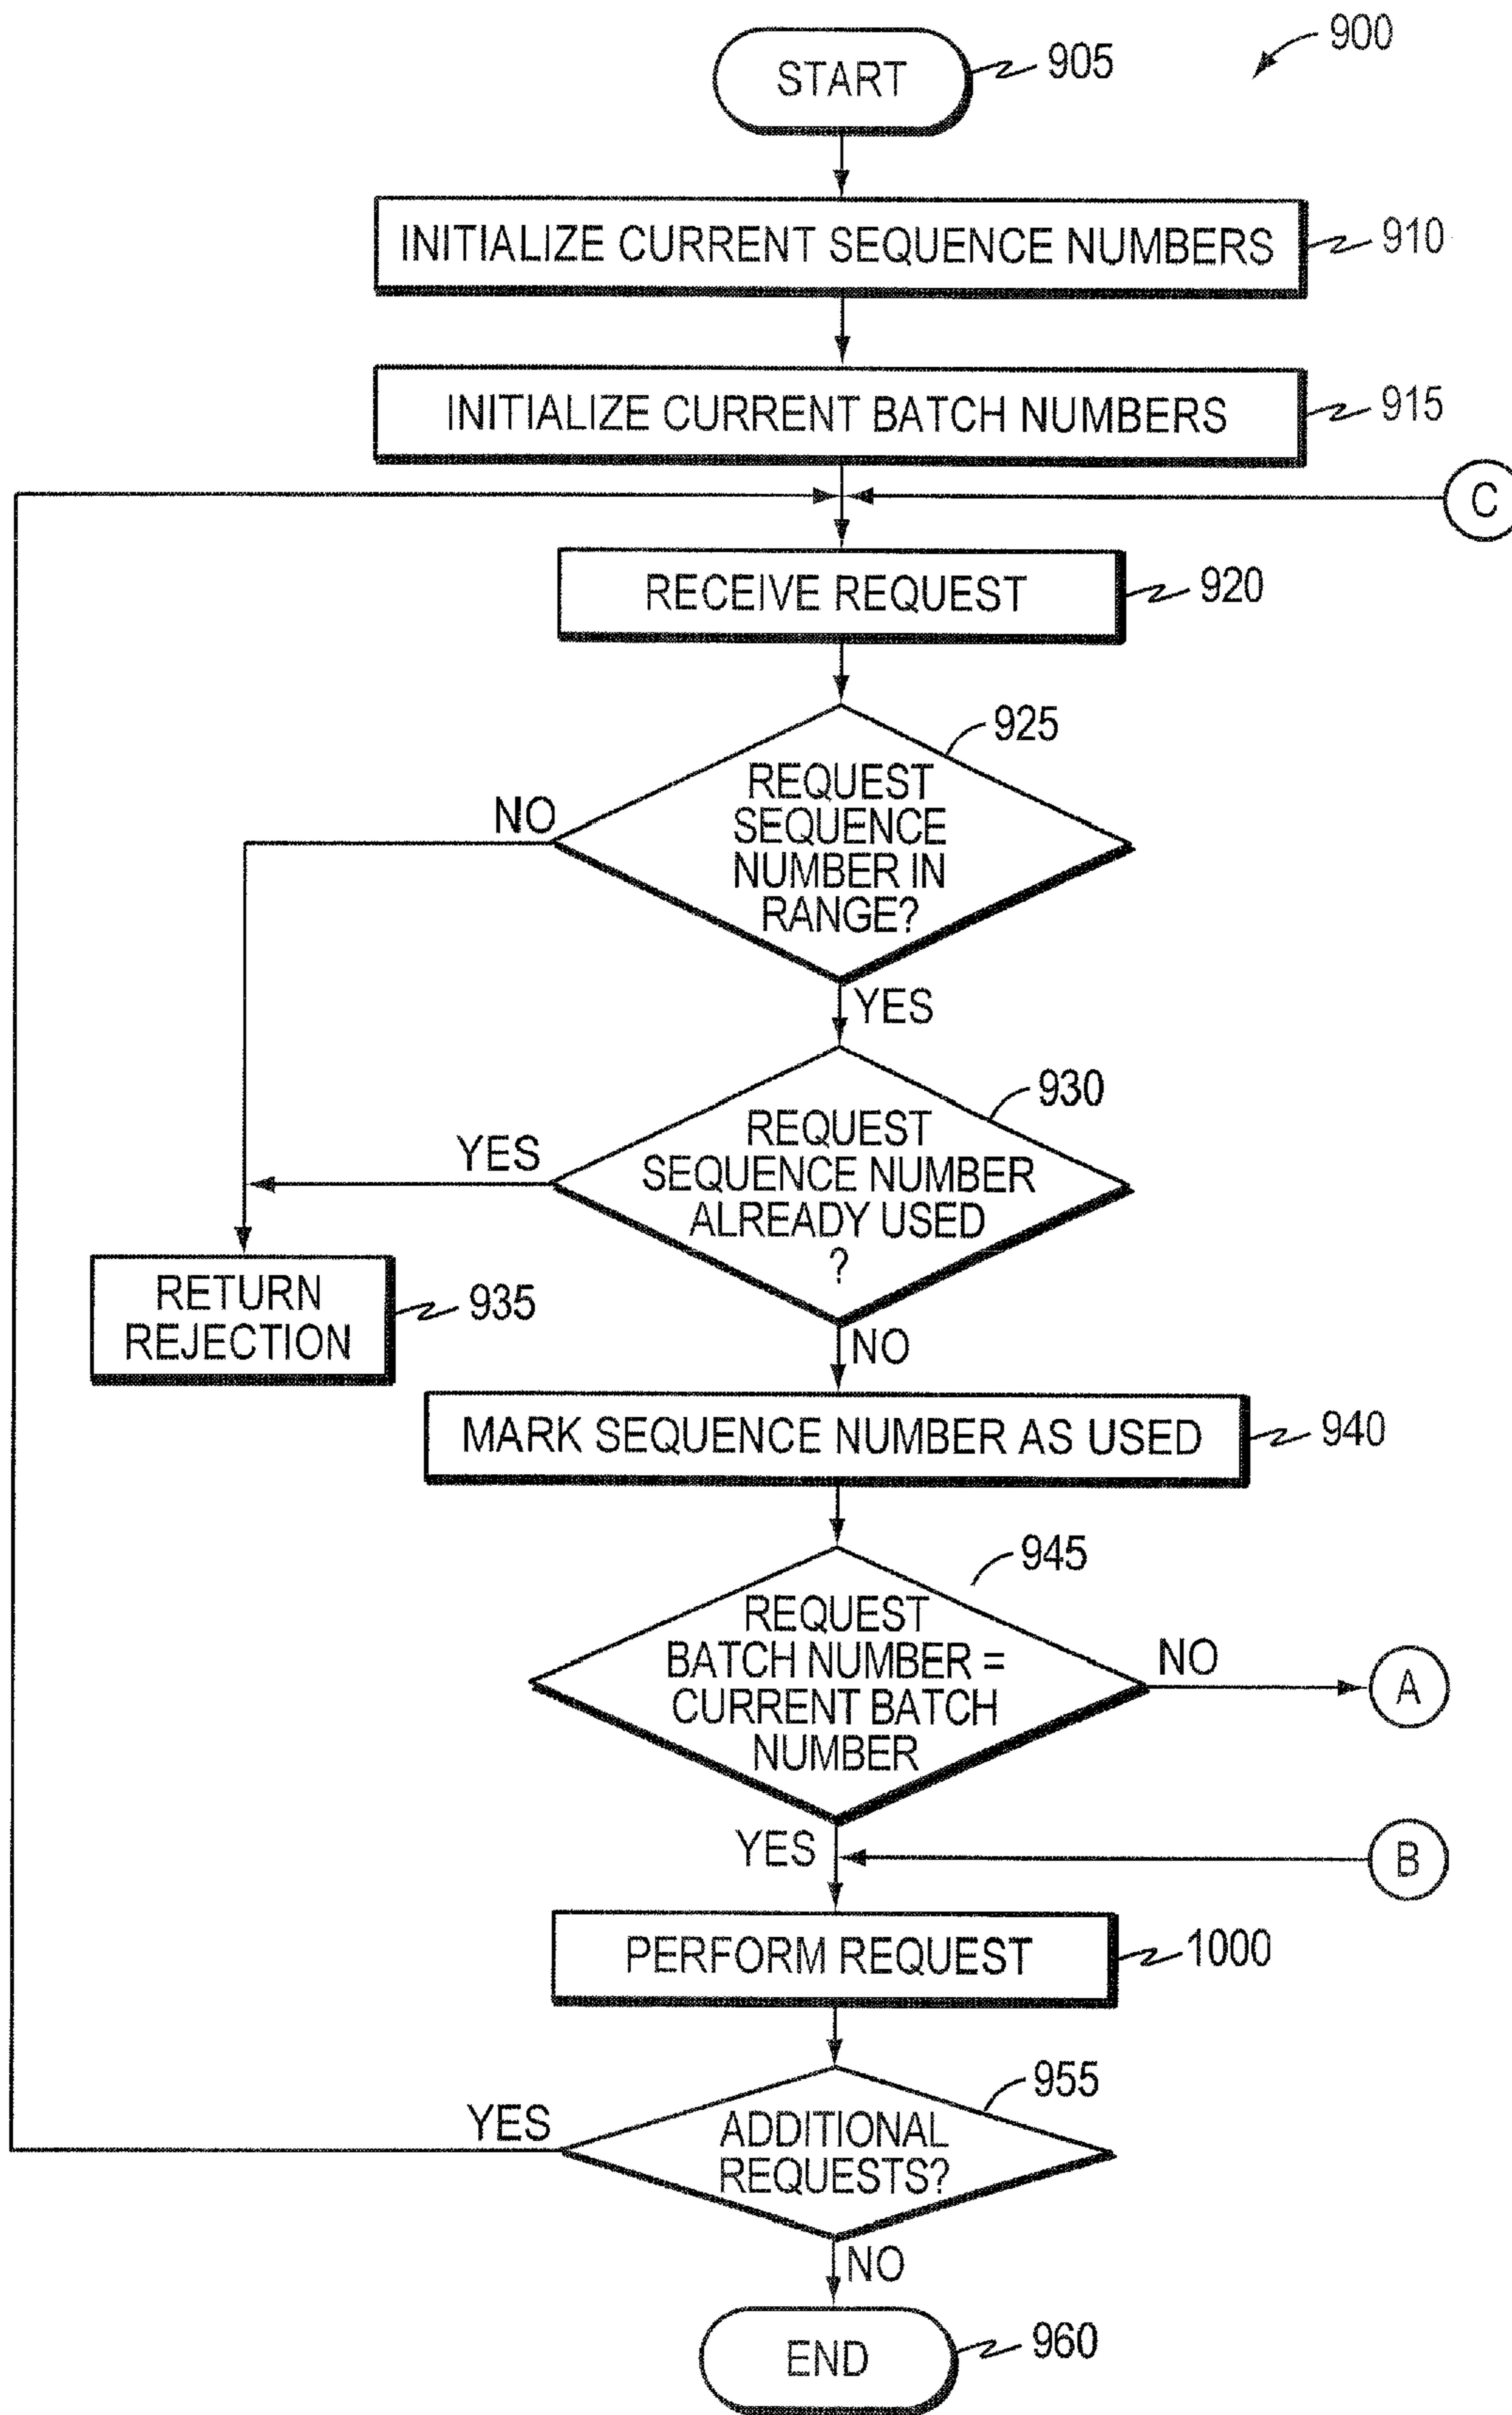 900
START
905
INITIALIZE CURRENT SEQUENCE NUMBERS
910
INITIALIZE CURRENT BATCH NUMBERS
915
C
RECEIVE REQUEST
920
925
REQUEST
SEQUENCE
NUMBER IN
RANGE?
NO
YES
930
REQUEST
SEQUENCE NUMBER
ALREADY USED
?
YES
RETURN
REJECTION
935
NO
MARK SEQUENCE NUMBER AS USED
940
945
REQUEST
BATCH NUMBER =
CURRENT BATCH
NUMBER
NO
A
YES
B
PERFORM REQUEST
1000
955
YES
ADDITIONAL
REQUESTS?
NO
END
960